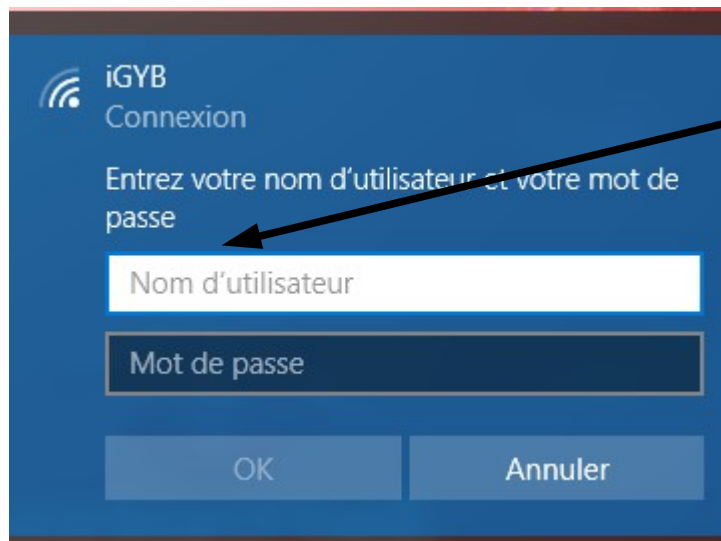 iGYB
Connexion
Entrez votre nom d’utilisateur et votre mot de
passe
Nom d’utilisateur
Mot de passe
OK
Annuler